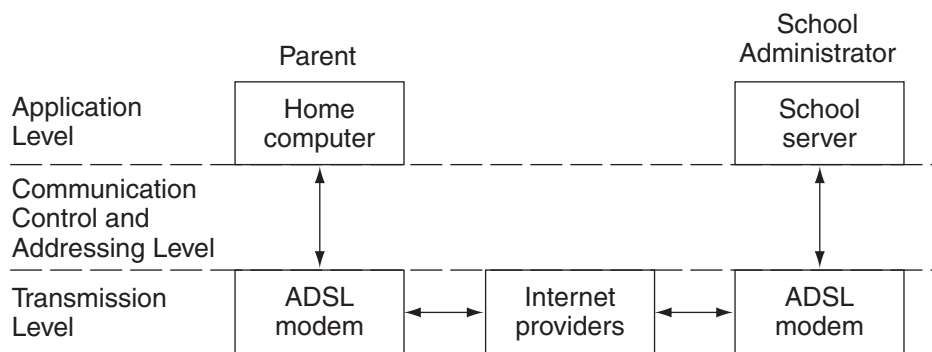 Parent
School
Administrator
Application
Level
Home
computer
School
server
Communication
Control and
Addressing Level
Transmission
Level
ADSL
modem
Internet
providers
ADSL
modem